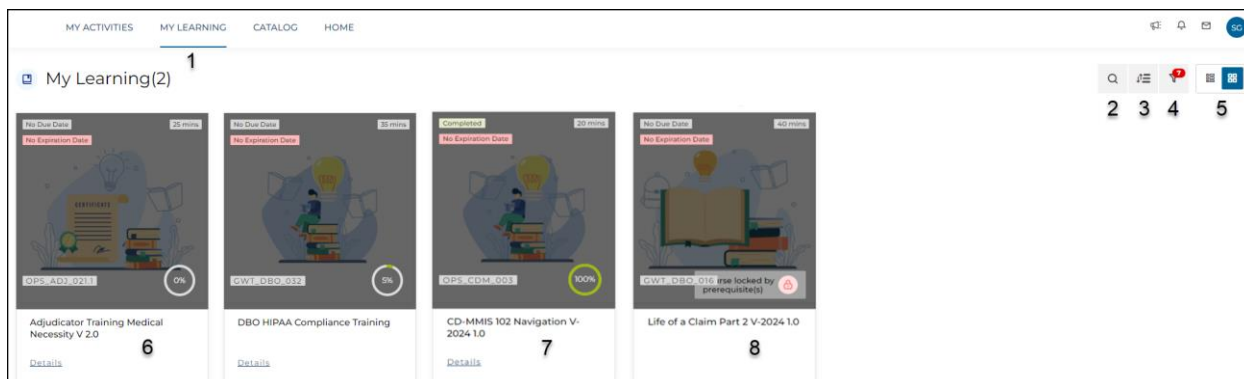 MY ACTIVITIES MY LEARNING CATALOG HOME SG
1
My Learning(2)
2 3 4 5
No Due Date 25 mins
No Expiration Date
CERTIFICATE
OPS_ADJ_021.1 0%
Adjudicator Training Medical
Necessity V 2.0
6
Details
No Due Date 35 mins
No Expiration Date
GWT_DBO_032 5%
DBO HIPAA Compliance Training
Details
Completed 20 mins
No Expiration Date
OPS_CDM_003 100%
CD-MMIS 102 Navigation V-
2024 1.0
7
Details
No Due Date 40 mins
No Expiration Date
GWT_DBO_016 rse locked by
prerequisite(s)
Life of a Claim Part 2 V-2024 1.0
8